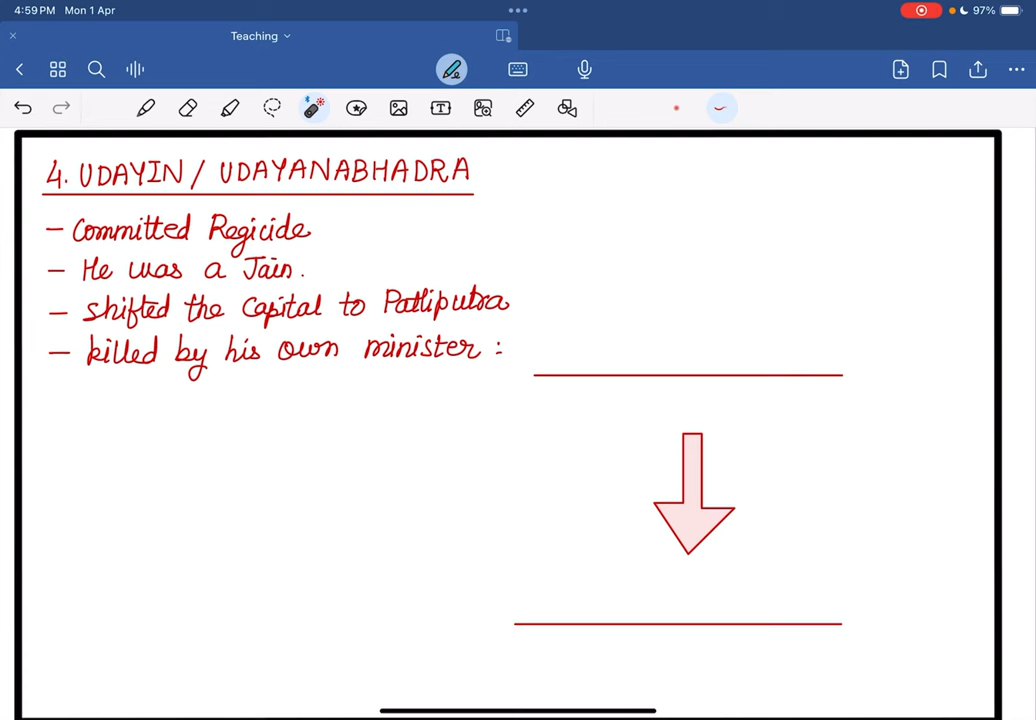 4:59 PM Mon 1 Apr
97%
Teaching
4. UDAYIN / UDAYANABHADRA
- Committed Regicide
- He was a Jain.
- shifted the Capital to Patliputra
- killed by his own minister :